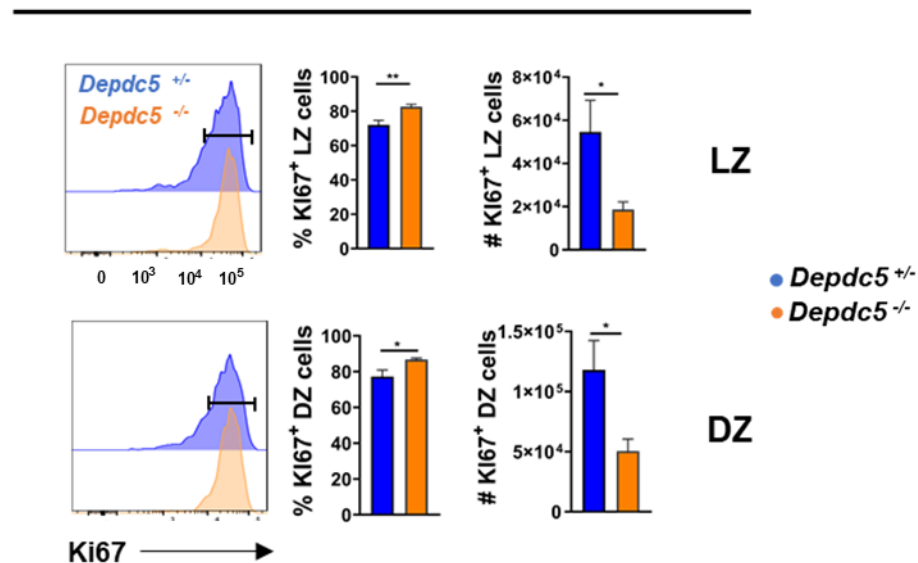 Depdc5 +/-
Depdc5 -/-
0 10³ 10⁴ 10⁵
% KI67⁺ LZ cells
100
80
60
40
20
0
**
# KI67⁺ LZ cells
8×10⁴
6×10⁴
4×10⁴
2×10⁴
0
*
LZ
Depdc5 +/-
Depdc5 -/-
% KI67⁺ DZ cells
100
80
60
40
20
0
*
# KI67⁺ DZ cells
1.5×10⁵
1×10⁵
5×10⁴
0
*
DZ
Ki67